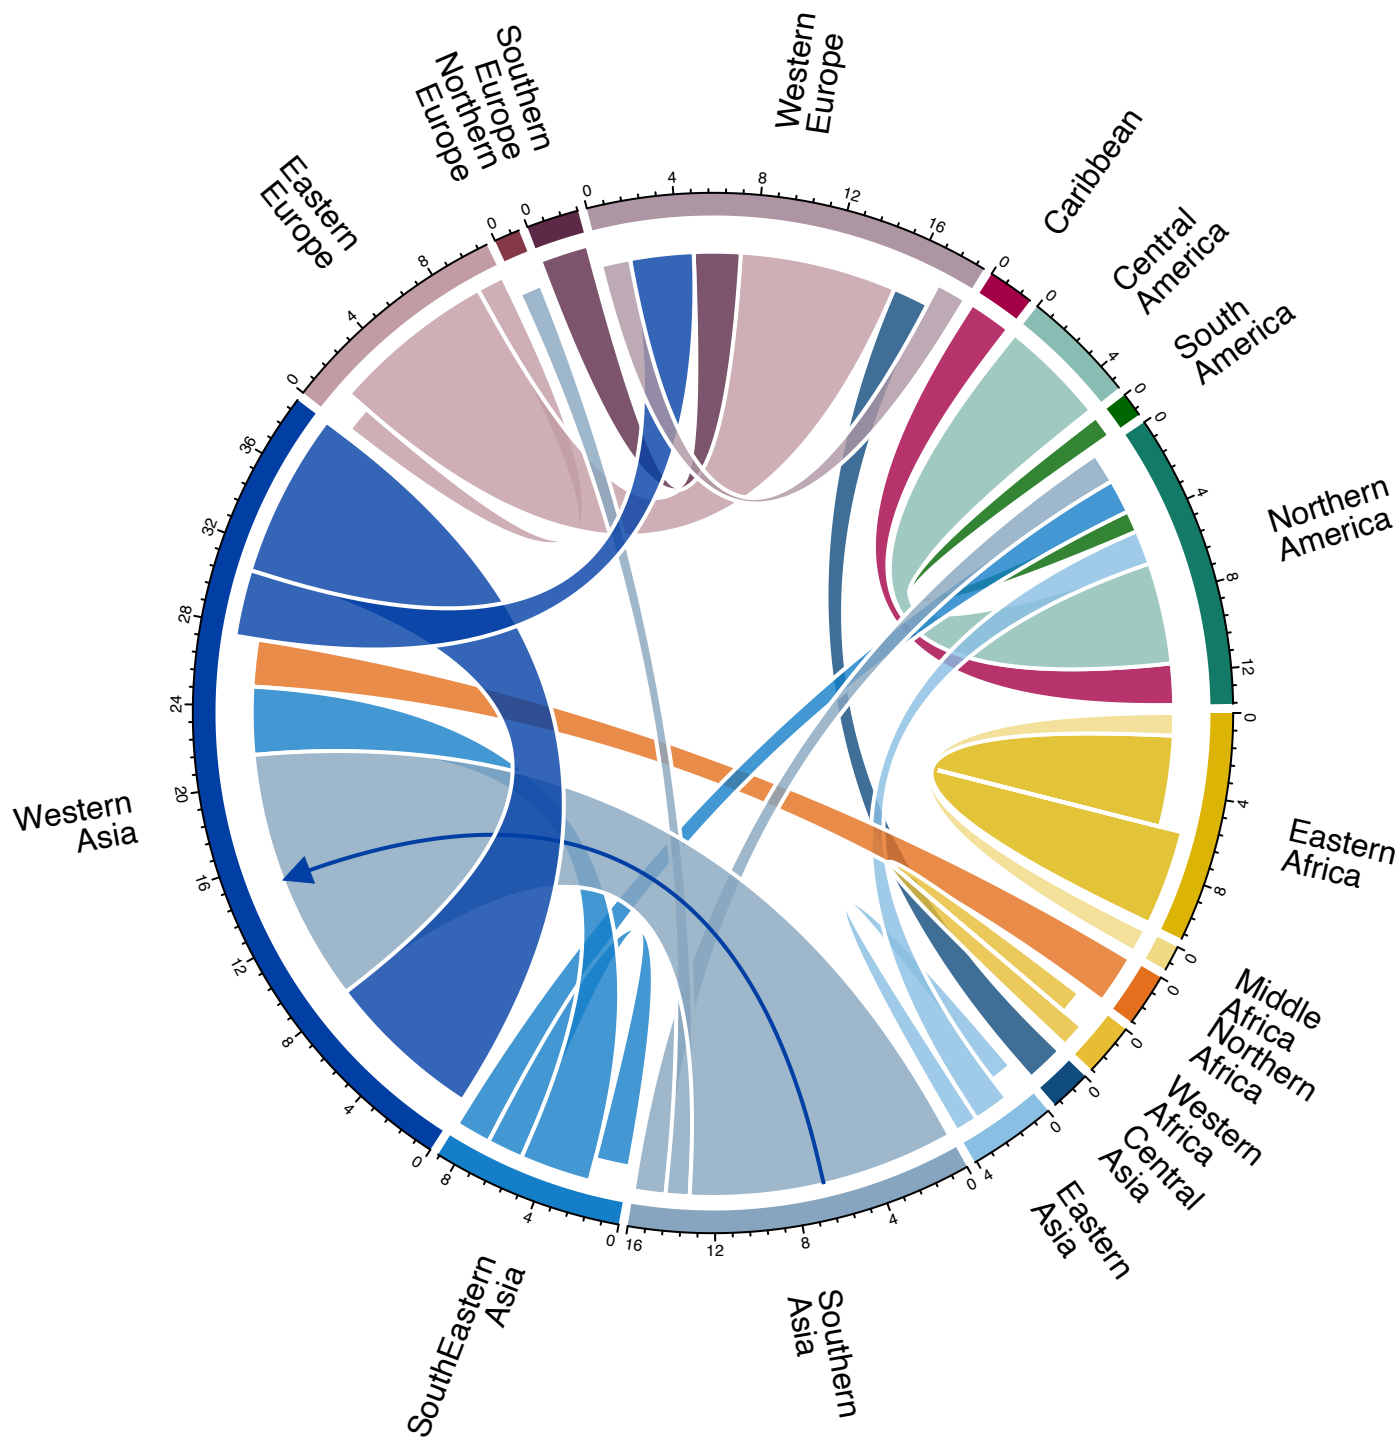 Western
Europe
0
4
8
12
16
Caribbean
0
Central
America
0
4
South
America
0
Northern
America
0
4
8
12
Eastern
Africa
0
4
8
Middle
Africa
0
Northern
Africa
0
Western
Africa
0
Central
Asia
0
Eastern
Asia
0
4
Southern
Asia
0
4
8
12
16
SouthEastern
Asia
0
4
8
Western
Asia
0
4
8
12
16
20
24
28
32
36
Eastern
Europe
0
4
8
Northern
Europe
0
Southern
Europe
0